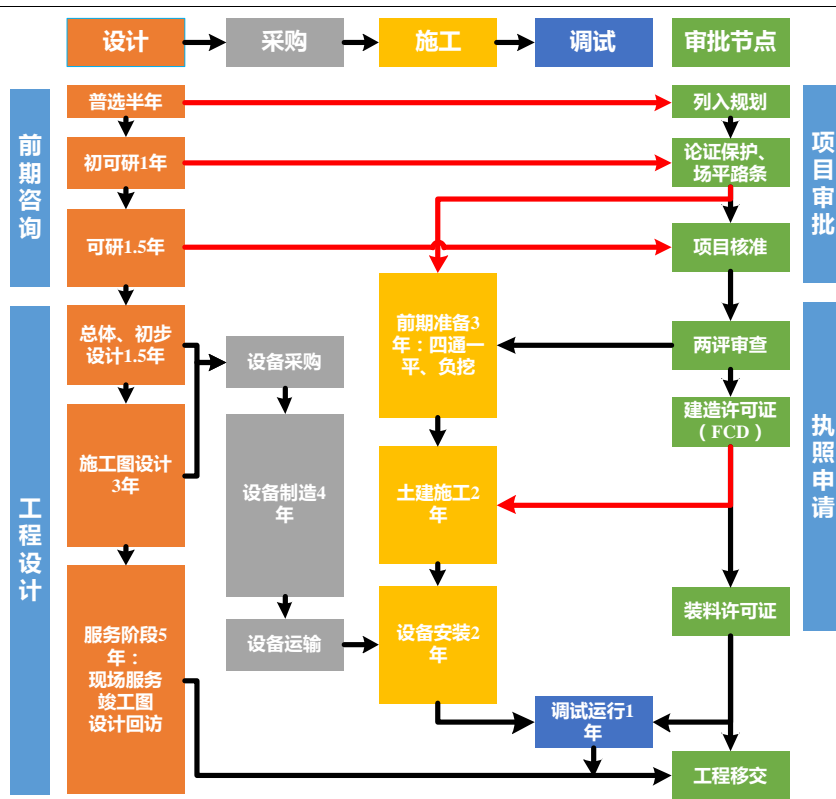 设计
采购
施工
调试
审批节点
前期咨询
工程设计
普选半年
初可研1年
可研1.5年
总体、初步
设计1.5年
施工图设计
3年
服务阶段5
年：
现场服务
竣工图
设计回访
设备采购
设备制造4
年
设备运输
前期准备3
年：四通一
平、负挖
土建施工2
年
设备安装2
年
调试运行1
年
列入规划
论证保护、
场平路条
项目核准
两评审查
建造许可证
（FCD）
装料许可证
工程移交
项目审批
执照申请